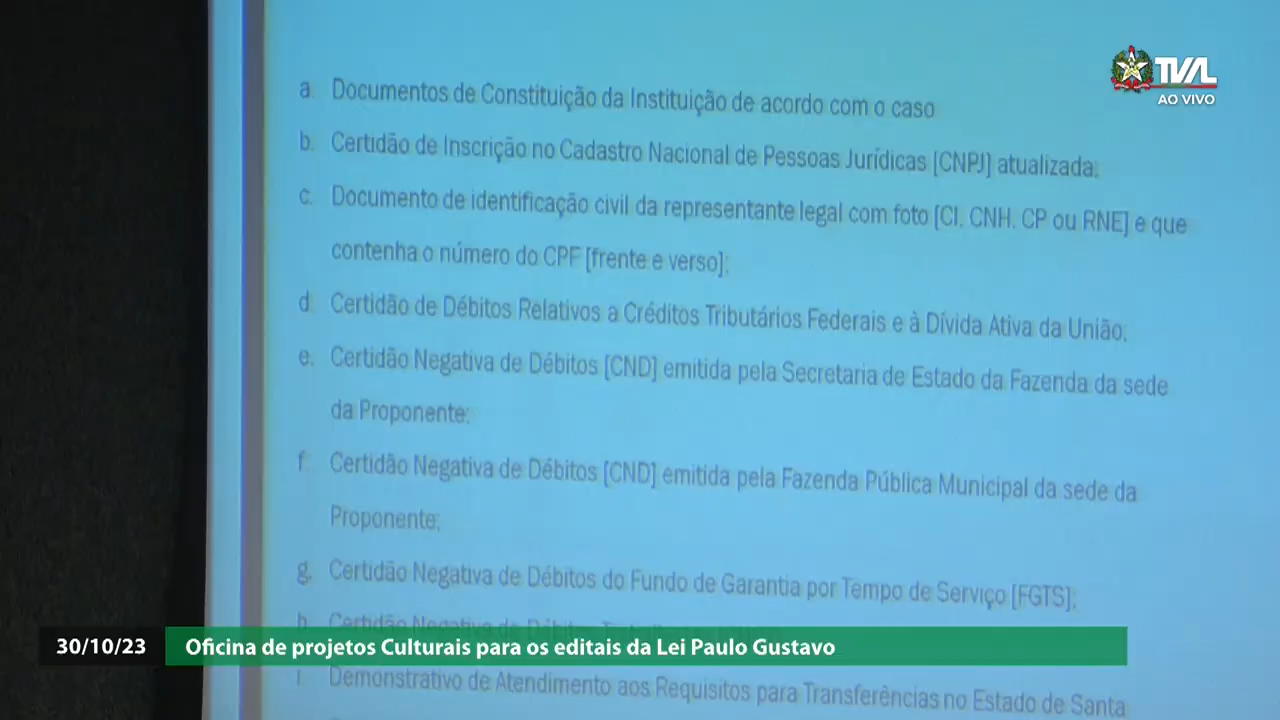 TVAL
AO VIVO
a. Documentos de Constituição da Instituição de acordo com o caso
b. Certidão de Inscrição no Cadastro Nacional de Pessoas Jurídicas [CNPJ] atualizada;
c. Documento de identificação civil da representante legal com foto [CI, CNH, CP ou RNE] e que
contenha o número do CPF [frente e verso];
d. Certidão de Débitos Relativos a Créditos Tributários Federais e à Dívida Ativa da União;
e. Certidão Negativa de Débitos [CND] emitida pela Secretaria de Estado da Fazenda da sede
da Proponente;
f. Certidão Negativa de Débitos [CND] emitida pela Fazenda Pública Municipal da sede da
Proponente;
g. Certidão Negativa de Débitos do Fundo de Garantia por Tempo de Serviço [FGTS];
h. Certidão Negativa de Débitos
30/10/23 Oficina de projetos Culturais para os editais da Lei Paulo Gustavo
i. Demonstrativo de Atendimento aos Requisitos para Transferências no Estado de Santa